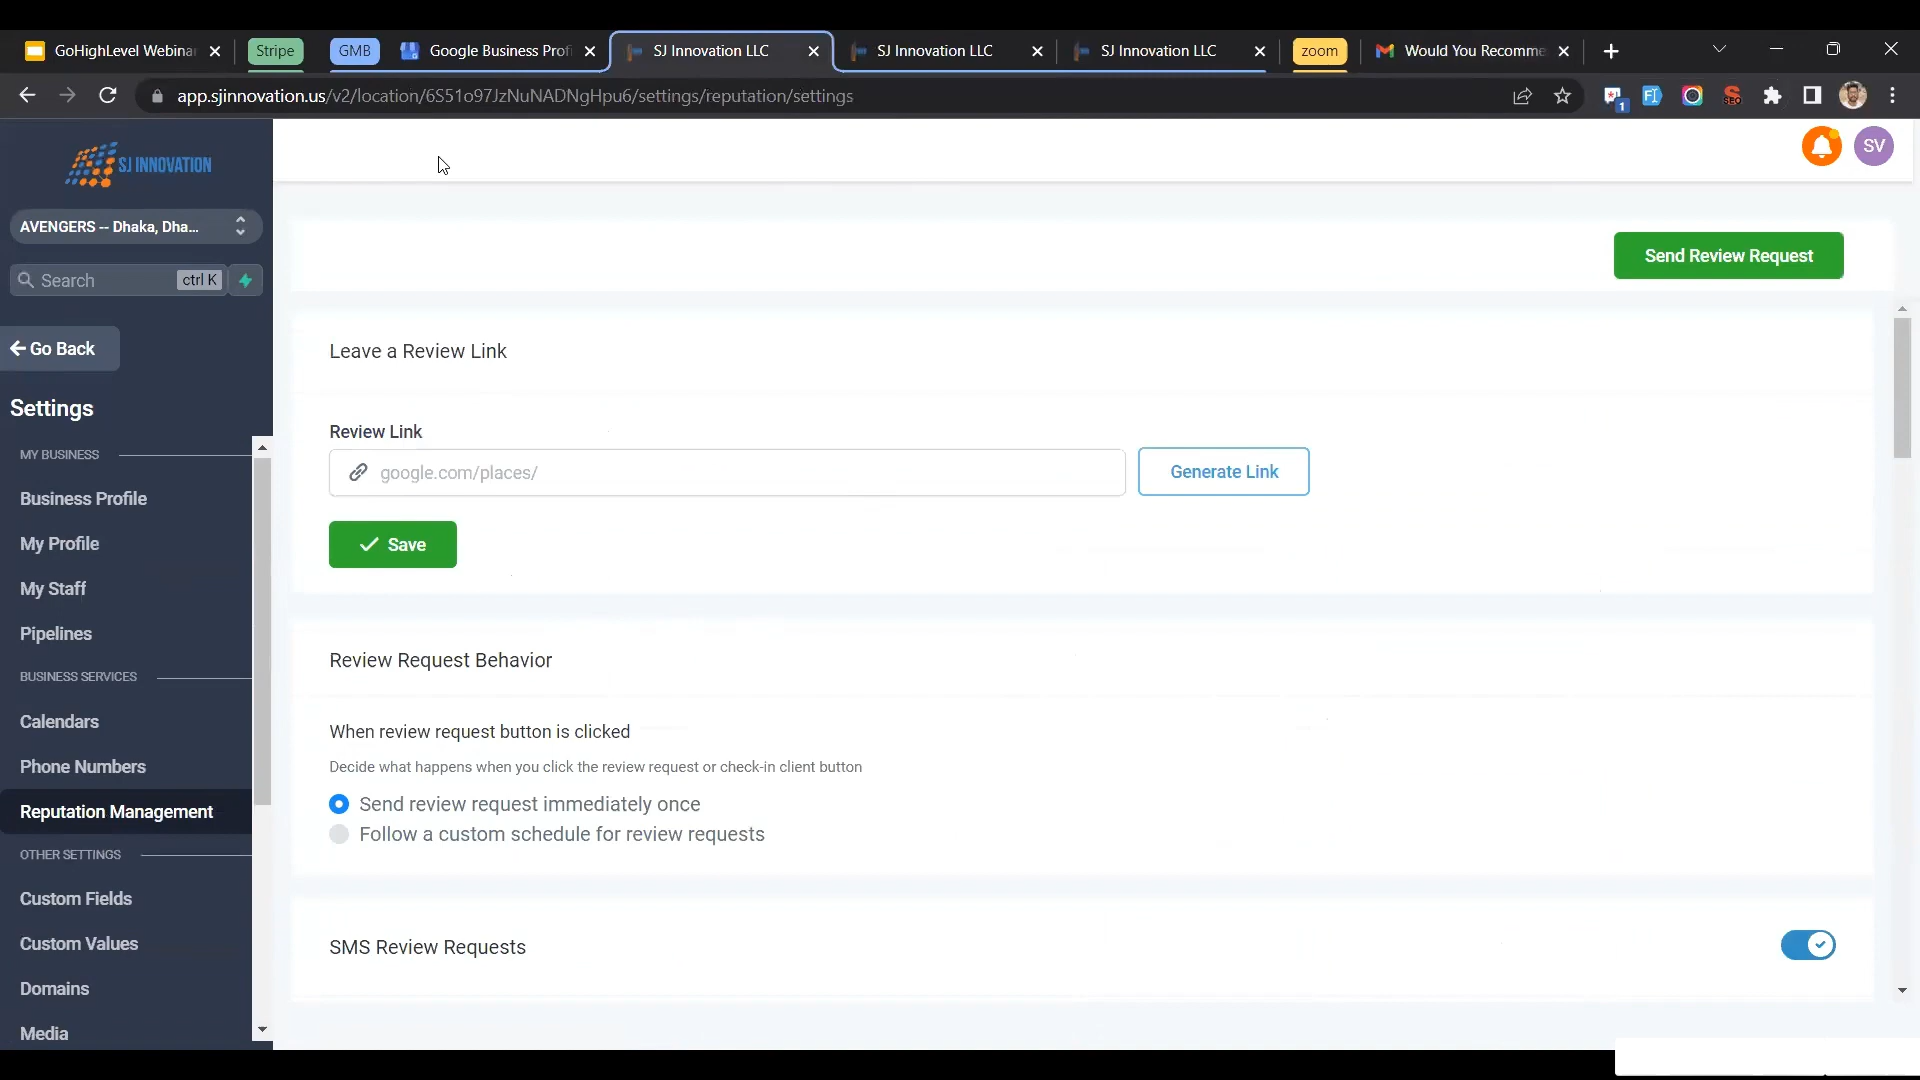 GoHighLevel Webinar
Stripe
GMB
Google Business Profi
SJ Innovation LLC
SJ Innovation LLC
SJ Innovation LLC
zoom
Would You Recomme
app.sjinnovation.us/v2/location/6S51o97JzNuNADNgHpu6/settings/reputation/settings
1
SEO
SJ INNOVATION
SV
AVENGERS -- Dhaka, Dha...
Search
ctrl K
Send Review Request
Go Back
Settings
MY BUSINESS
Business Profile
My Profile
My Staff
Pipelines
BUSINESS SERVICES
Calendars
Phone Numbers
Reputation Management
OTHER SETTINGS
Custom Fields
Custom Values
Domains
Media
Leave a Review Link
Review Link
google.com/places/
Generate Link
Save
Review Request Behavior
When review request button is clicked
Decide what happens when you click the review request or check-in client button
Send review request immediately once
Follow a custom schedule for review requests
SMS Review Requests